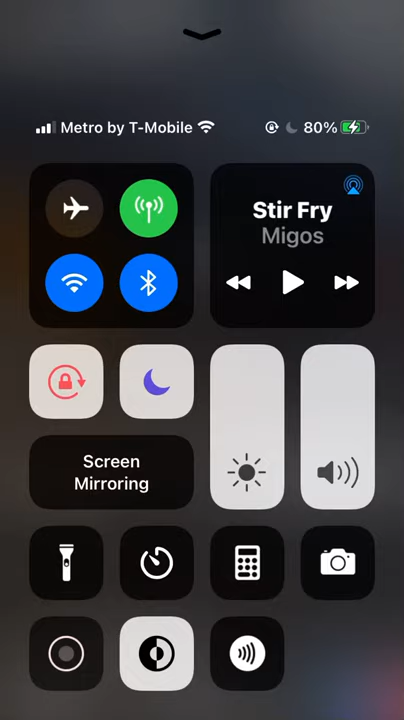 Metro by T-Mobile 80%
Stir Fry
Migos
Screen
Mirroring